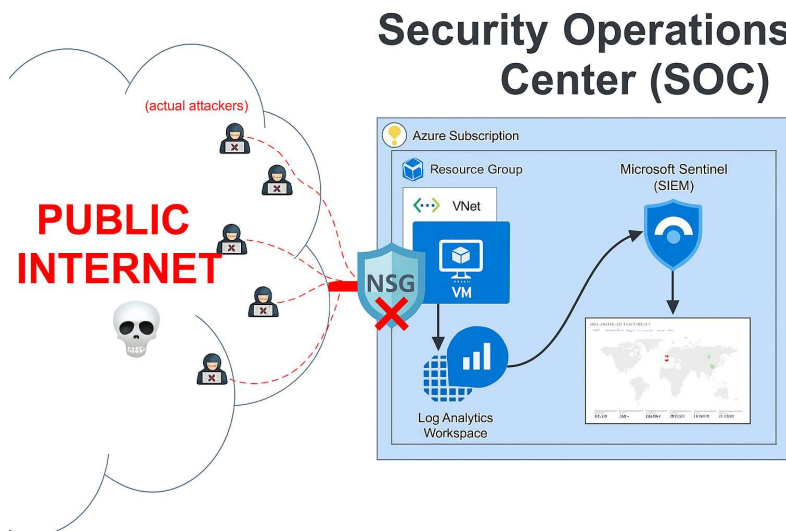 Security Operations
Center (SOC)
(actual attackers)
PUBLIC
INTERNET
NSG
Azure Subscription
Resource Group
VNet
VM
Log Analytics
Workspace
Microsoft Sentinel
(SIEM)